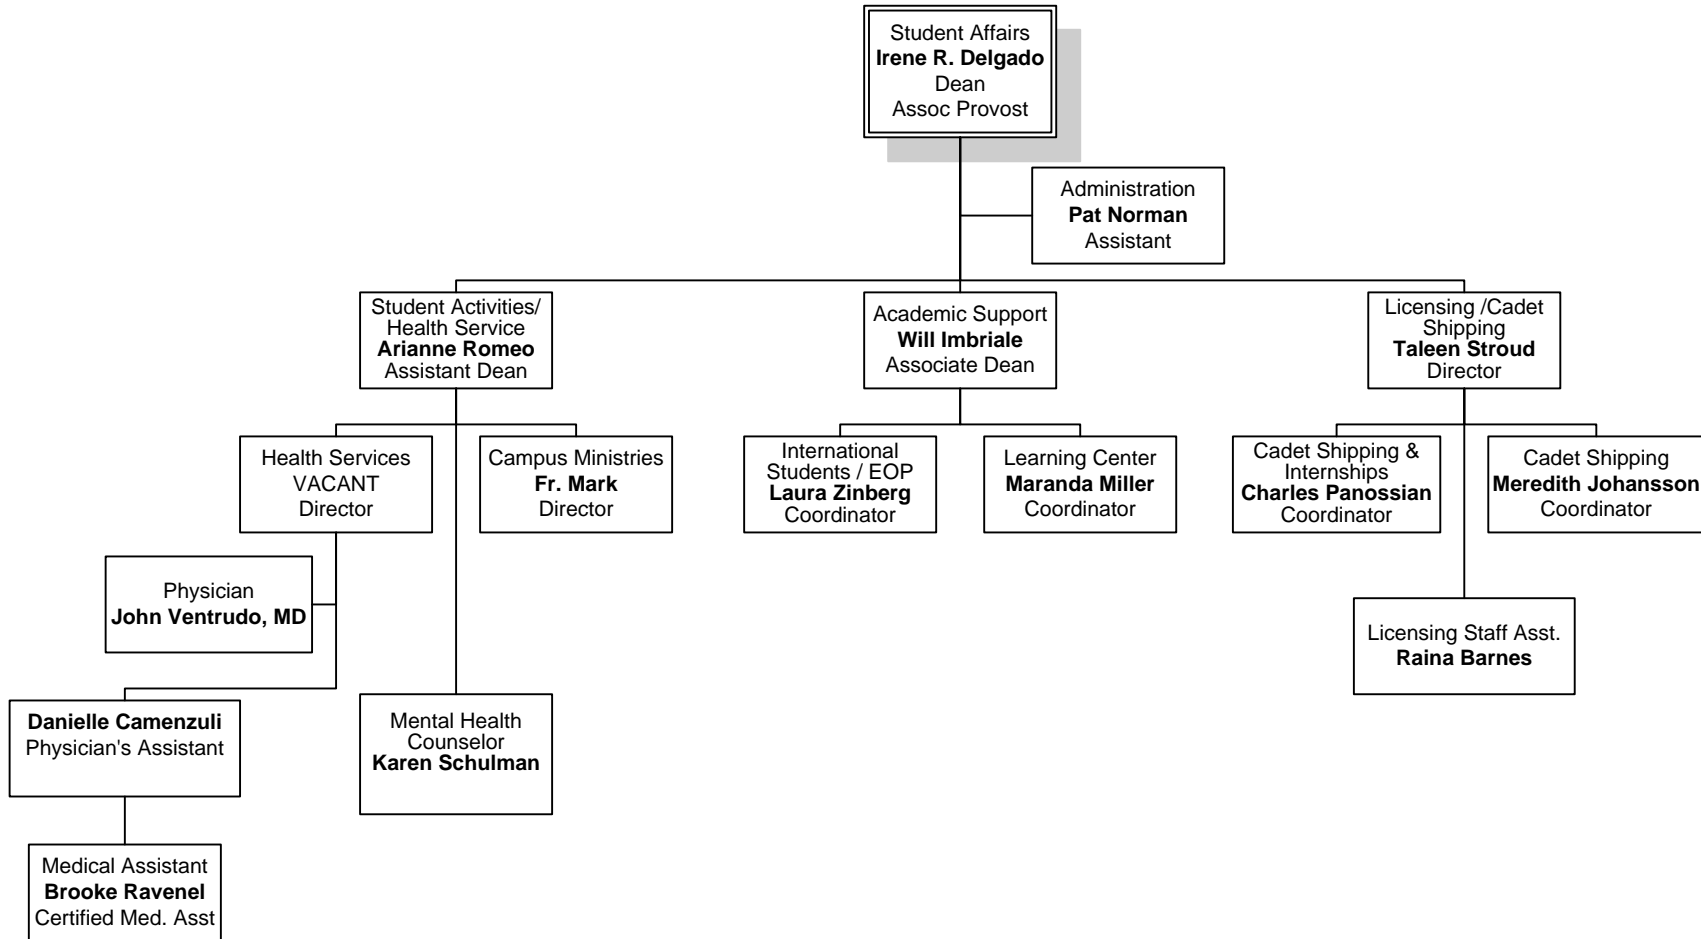 Student Affairs
Irene R. Delgado
Dean
Assoc Provost
Administration
Pat Norman
Assistant
Student Activities/
Health Service
Arianne Romeo
Assistant Dean
Academic Support
Will Imbriale
Associate Dean
Licensing /Cadet
Shipping
Taleen Stroud
Director
Health Services
VACANT
Director
Campus Ministries
Fr. Mark
Director
International
Students / EOP
Laura Zinberg
Coordinator
Learning Center
Maranda Miller
Coordinator
Cadet Shipping &
Internships
Charles Panossian
Coordinator
Cadet Shipping
Meredith Johansson
Coordinator
Physician
John Ventrudo, MD
Licensing Staff Asst.
Raina Barnes
Danielle Camenzuli
Physician's Assistant
Mental Health
Counselor
Karen Schulman
Medical Assistant
Brooke Ravenel
Certified Med. Asst